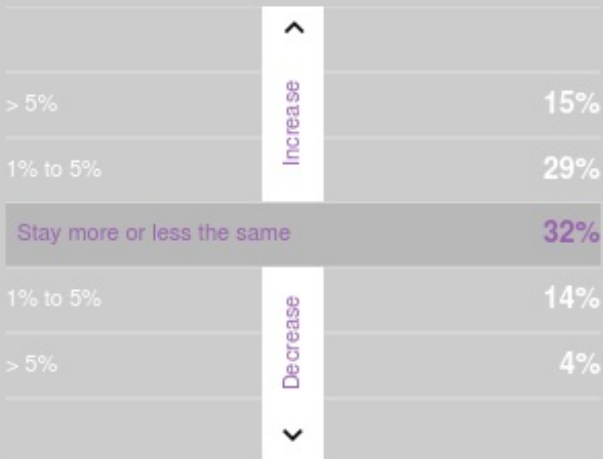 > 5%
15%
Increase
1% to 5%
29%
Stay more or less the same
32%
1% to 5%
14%
Decrease
> 5%
4%